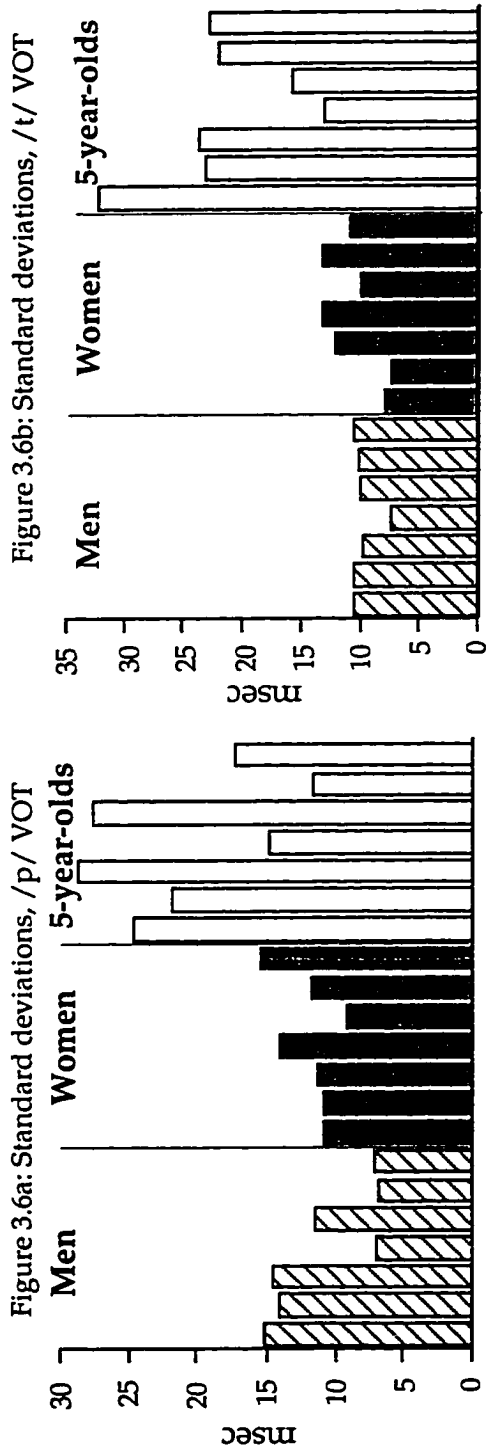 Figure 3.6a: Standard deviations, /p/ VOT
Men
Women
5-year-olds
30
25
20
15
10
5
0
msec
Figure 3.6b: Standard deviations, /t/ VOT
Men
Women
5-year-olds
35
30
25
20
15
10
5
0
msec